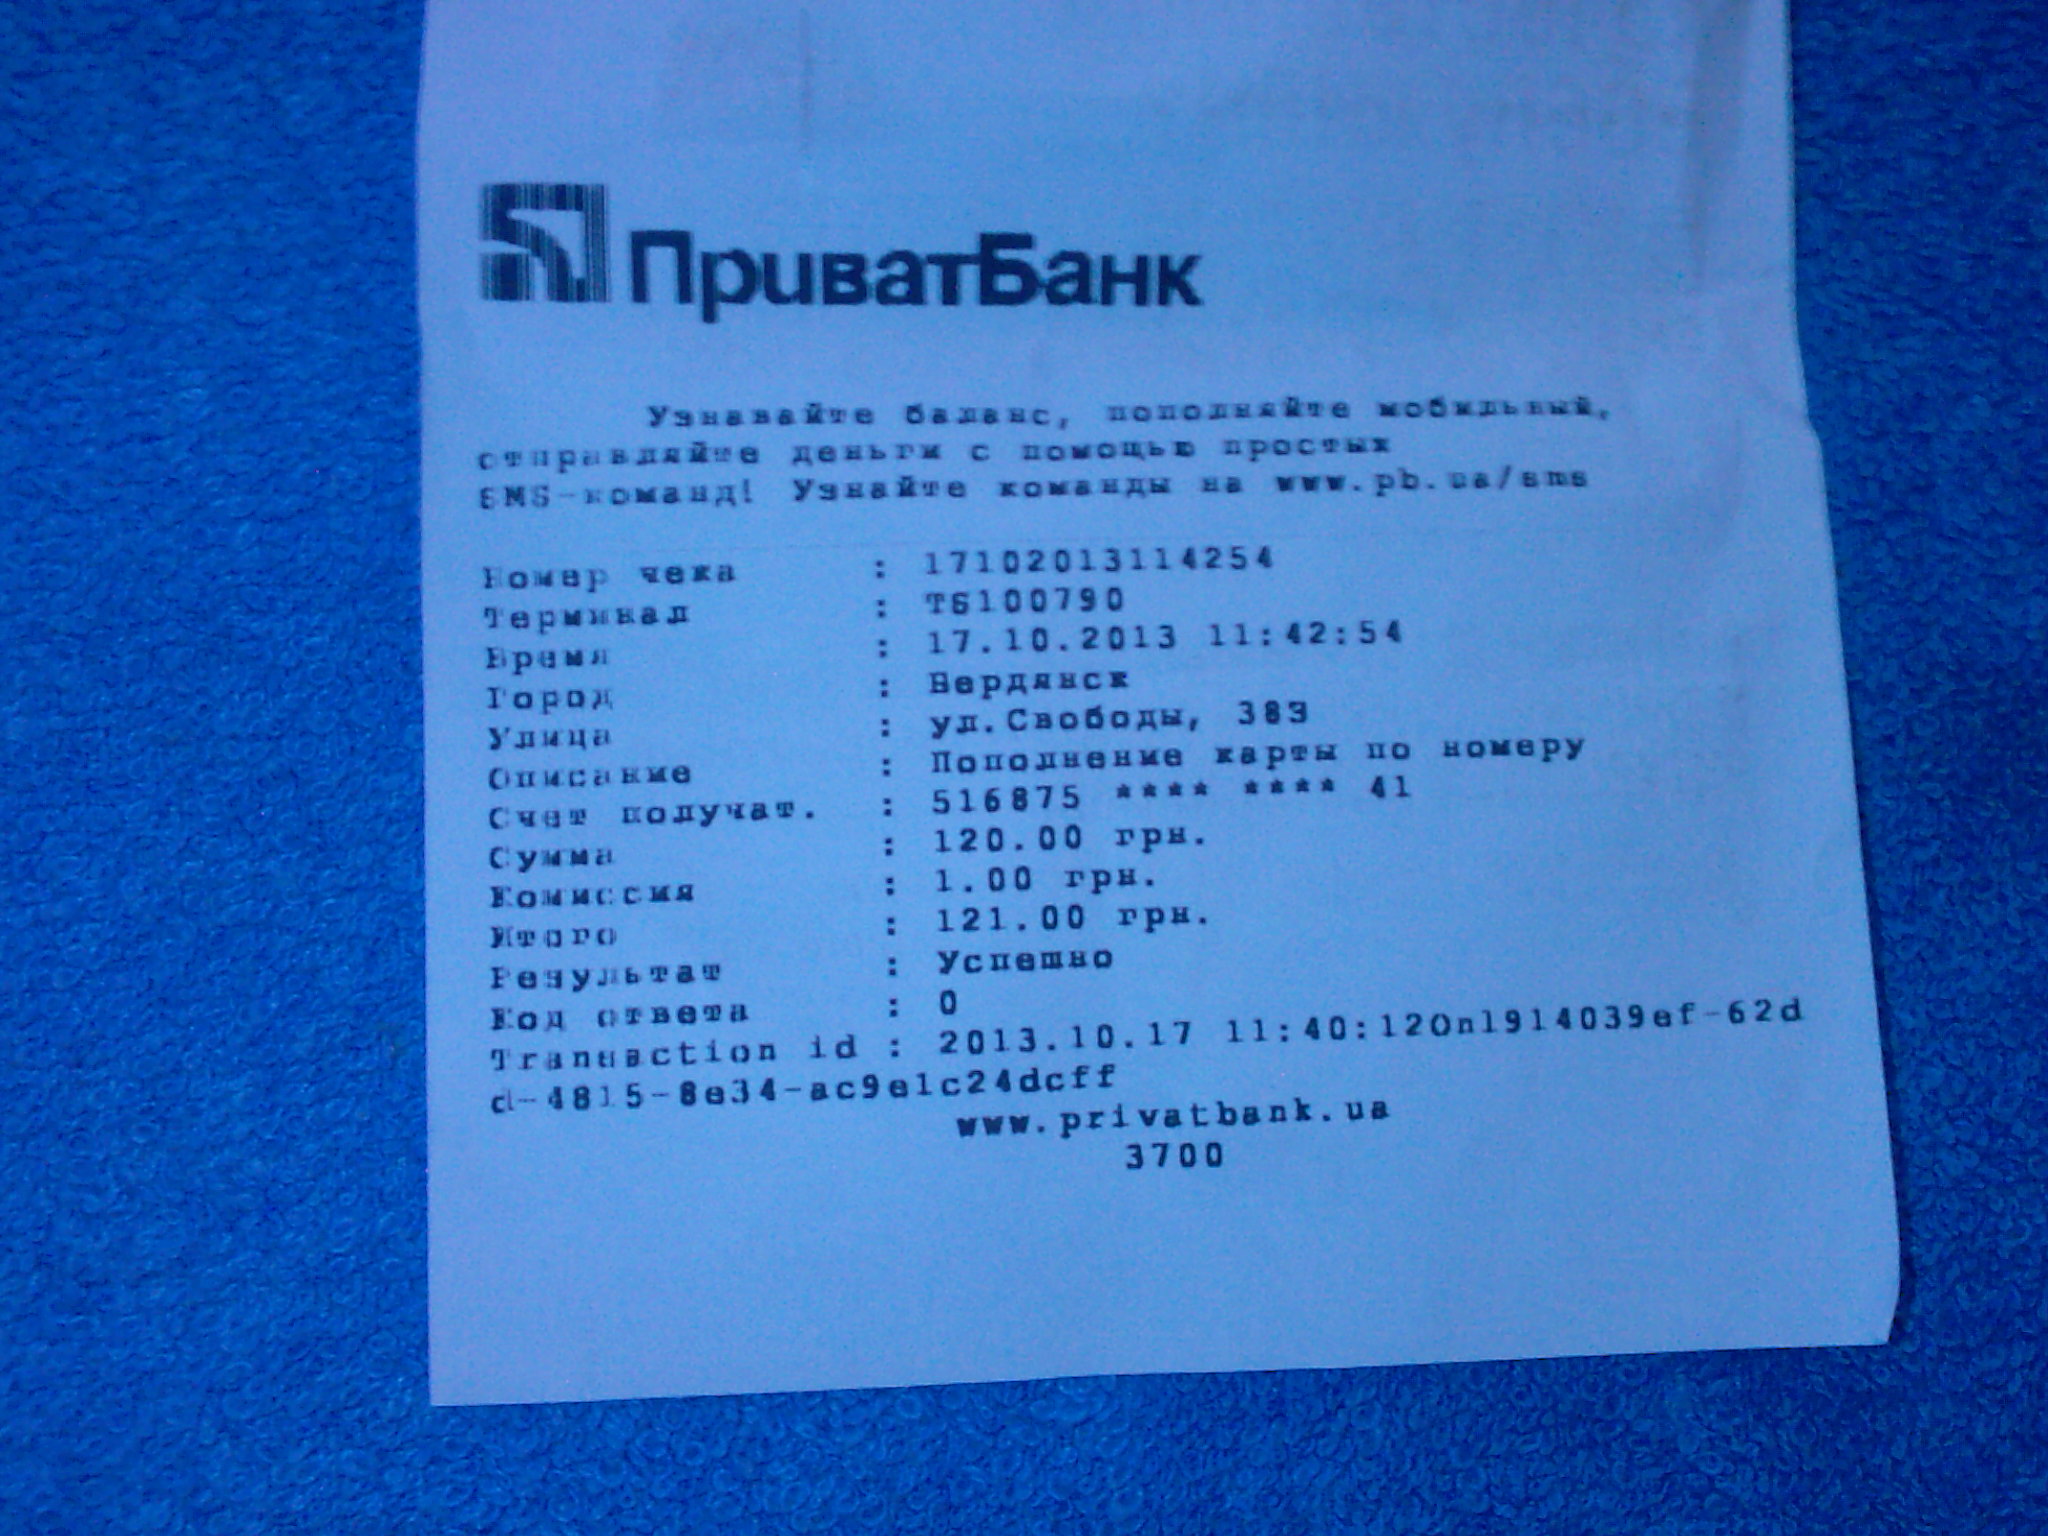 ПриватБанк
Узнавайте баланс, пополняйте мобильный,
отправляйте деньги с помощью простых
SMS-команд! Узнайте команды на www.pb.ua/sms
Номер чека : 17102013114254
Терминал : TS100790
Время : 17.10.2013 11:42:54
Город : Бердянск
Улица : ул.Свободы, 38Э
Описание : Пополнение карты по номеру
Счет получат. : 516875 **** **** 41
Сумма : 120.00 грн.
Комиссия : 1.00 грн.
Итого : 121.00 грн.
Результат : Успешно
Код ответа : 0
Transaction id : 2013.10.17 11:40:12On1914039ef-62d
d-4815-8e34-ac9e1c24dcff
www.privatbank.ua
3700